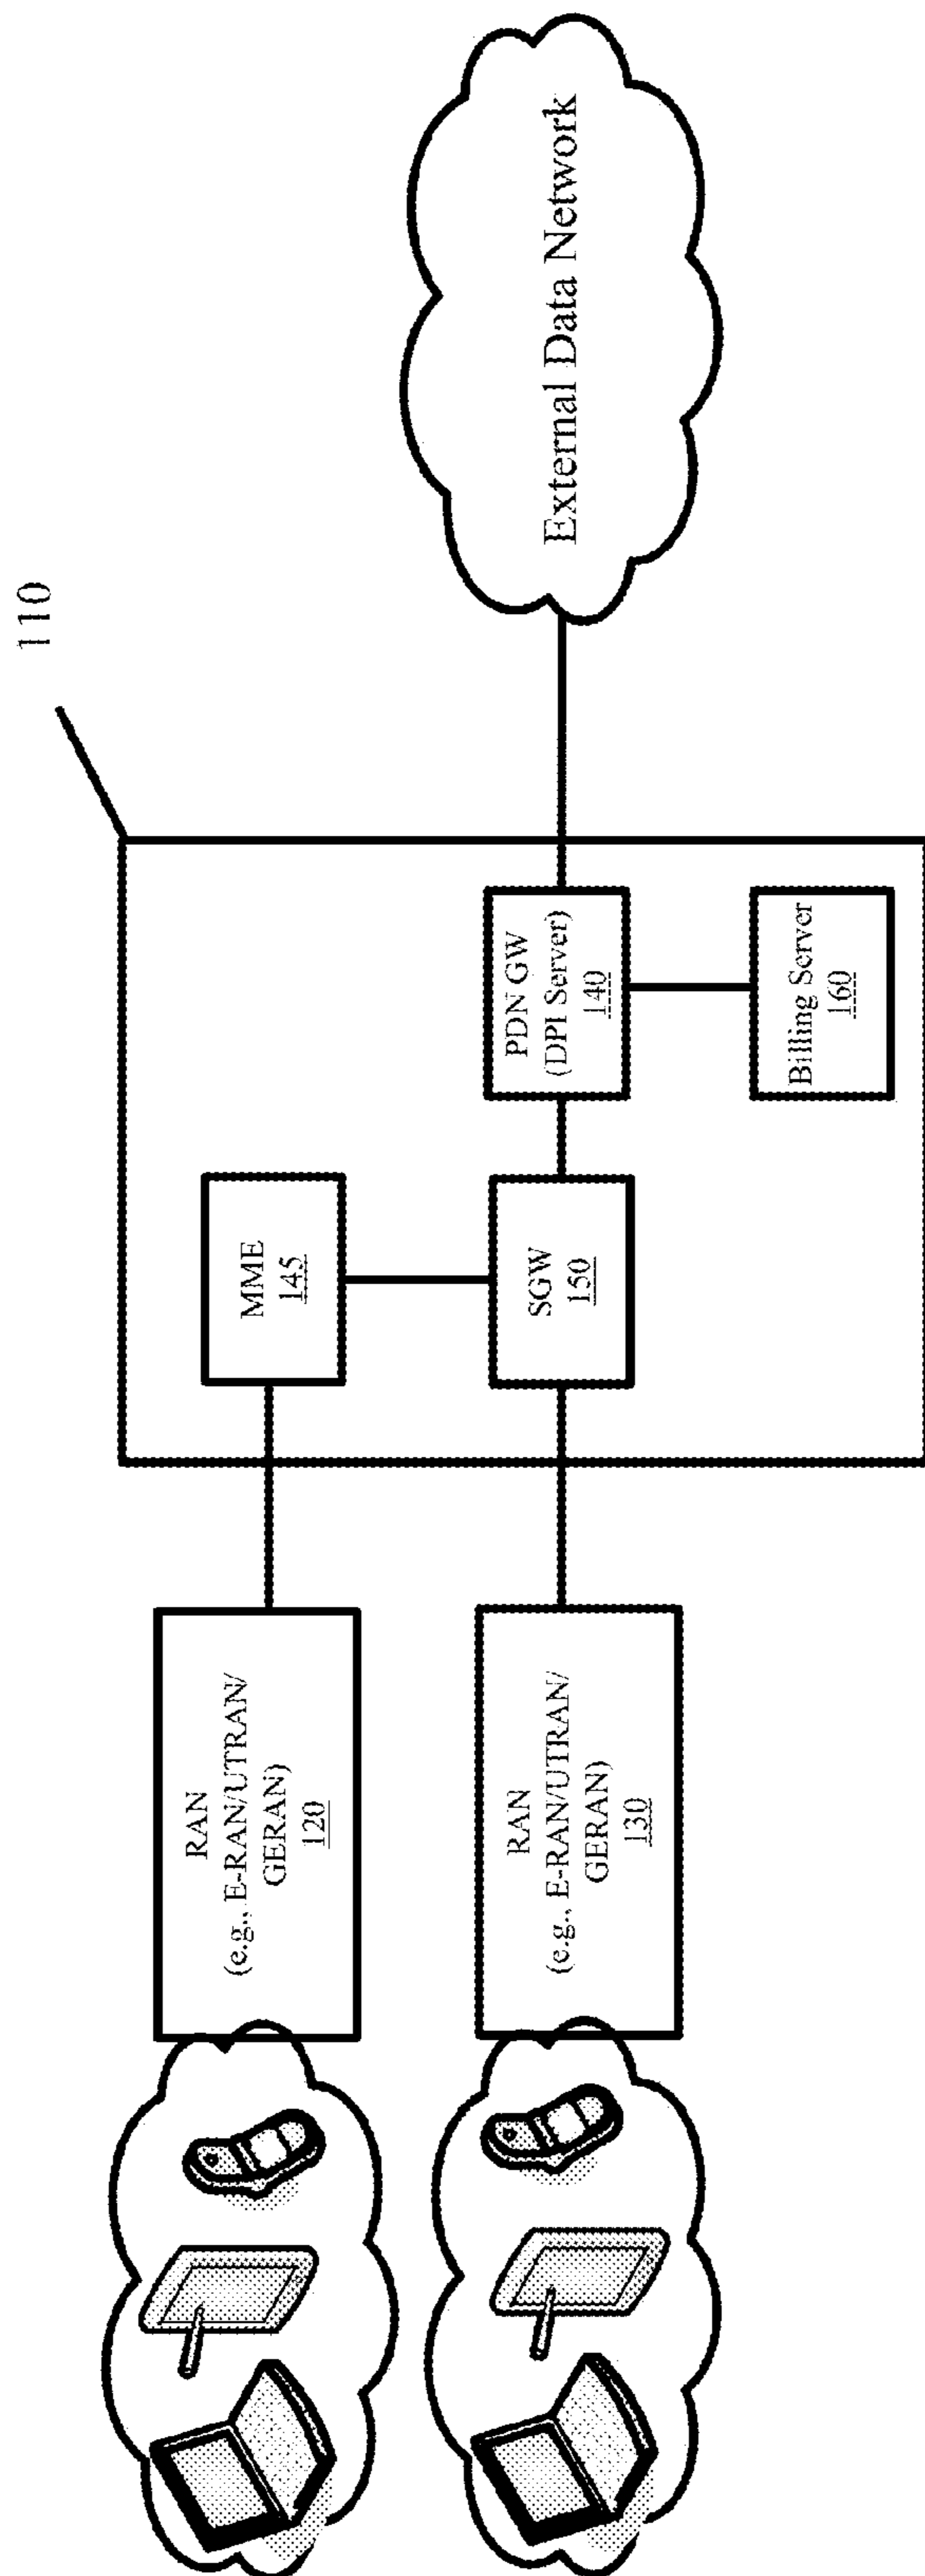 110
RAN
(e.g., E-RAN/UTRAN/
GERAN)
120
MME
145
RAN
(e.g., E-RAN/UTRAN/
GERAN)
130
SGW
150
PDN GW
(DPI Server)
140
Billing Server
160
External Data Network